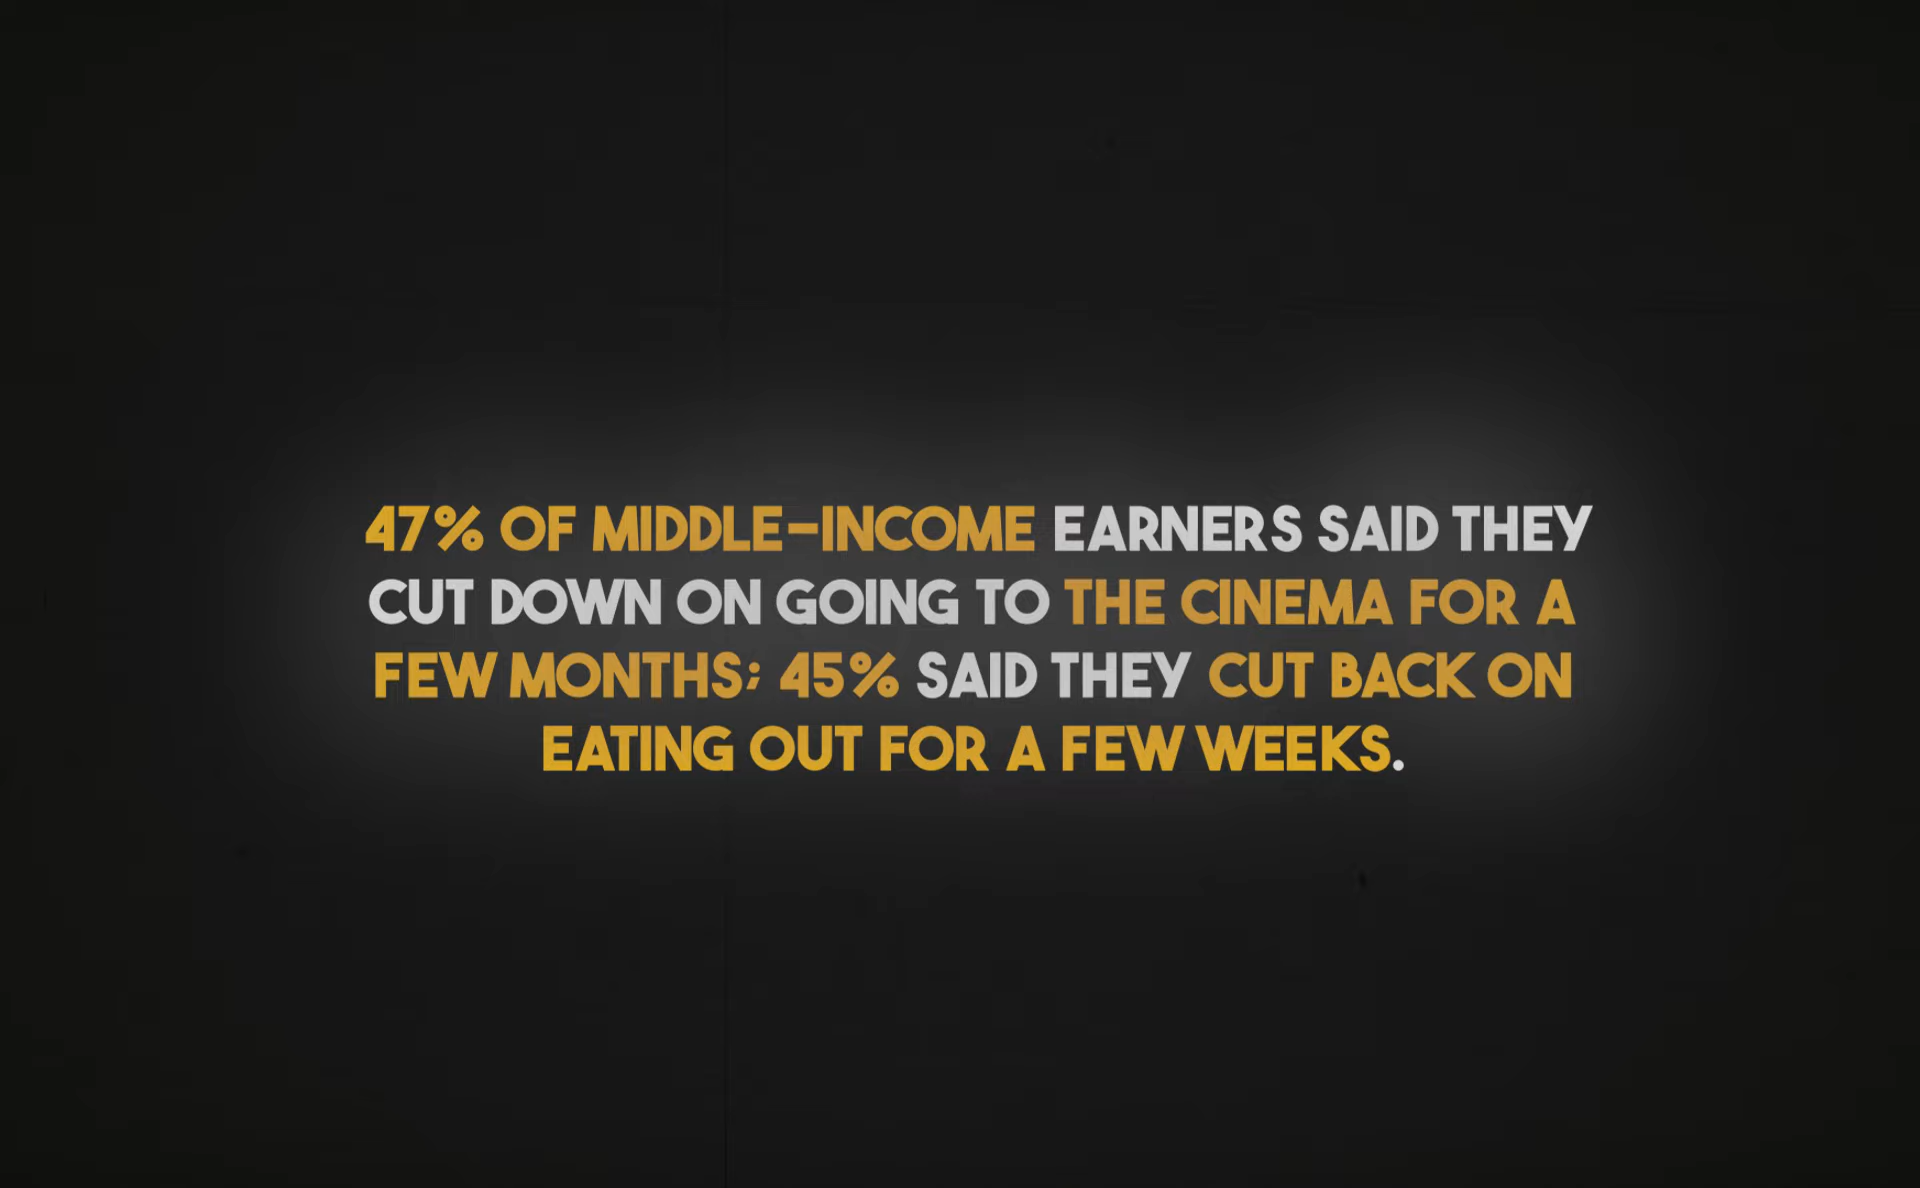 47% OF MIDDLE-INCOME EARNERS SAID THEY
CUT DOWN ON GOING TO THE CINEMA FOR A
FEW MONTHS; 45% SAID THEY CUT BACK ON
EATING OUT FOR A FEW WEEKS.